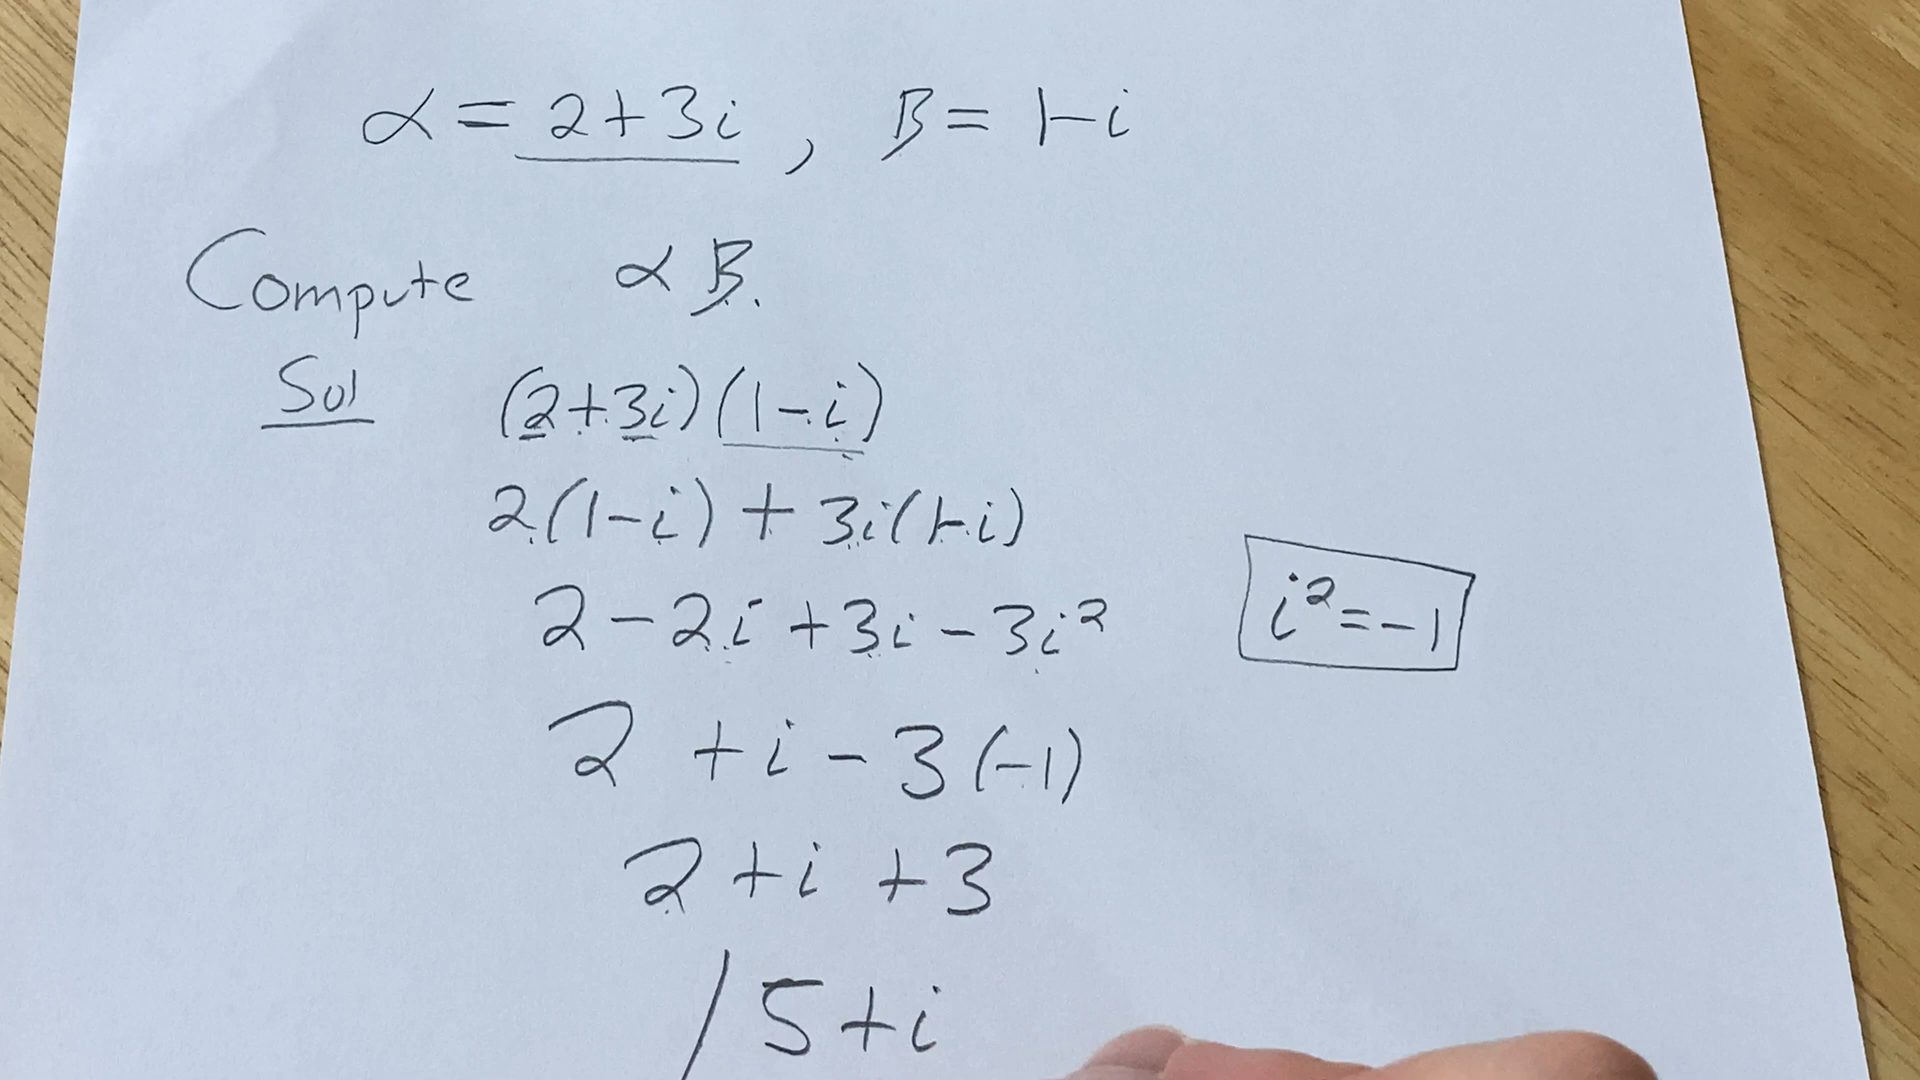 α = 2+3i , β = 1-i
Compute αβ.
Sol (2+3i)(1-i)
2(1-i) + 3i(1-i)
2 - 2i + 3i - 3i²
i² = -1
2 + i - 3(-1)
2 + i + 3
5+i